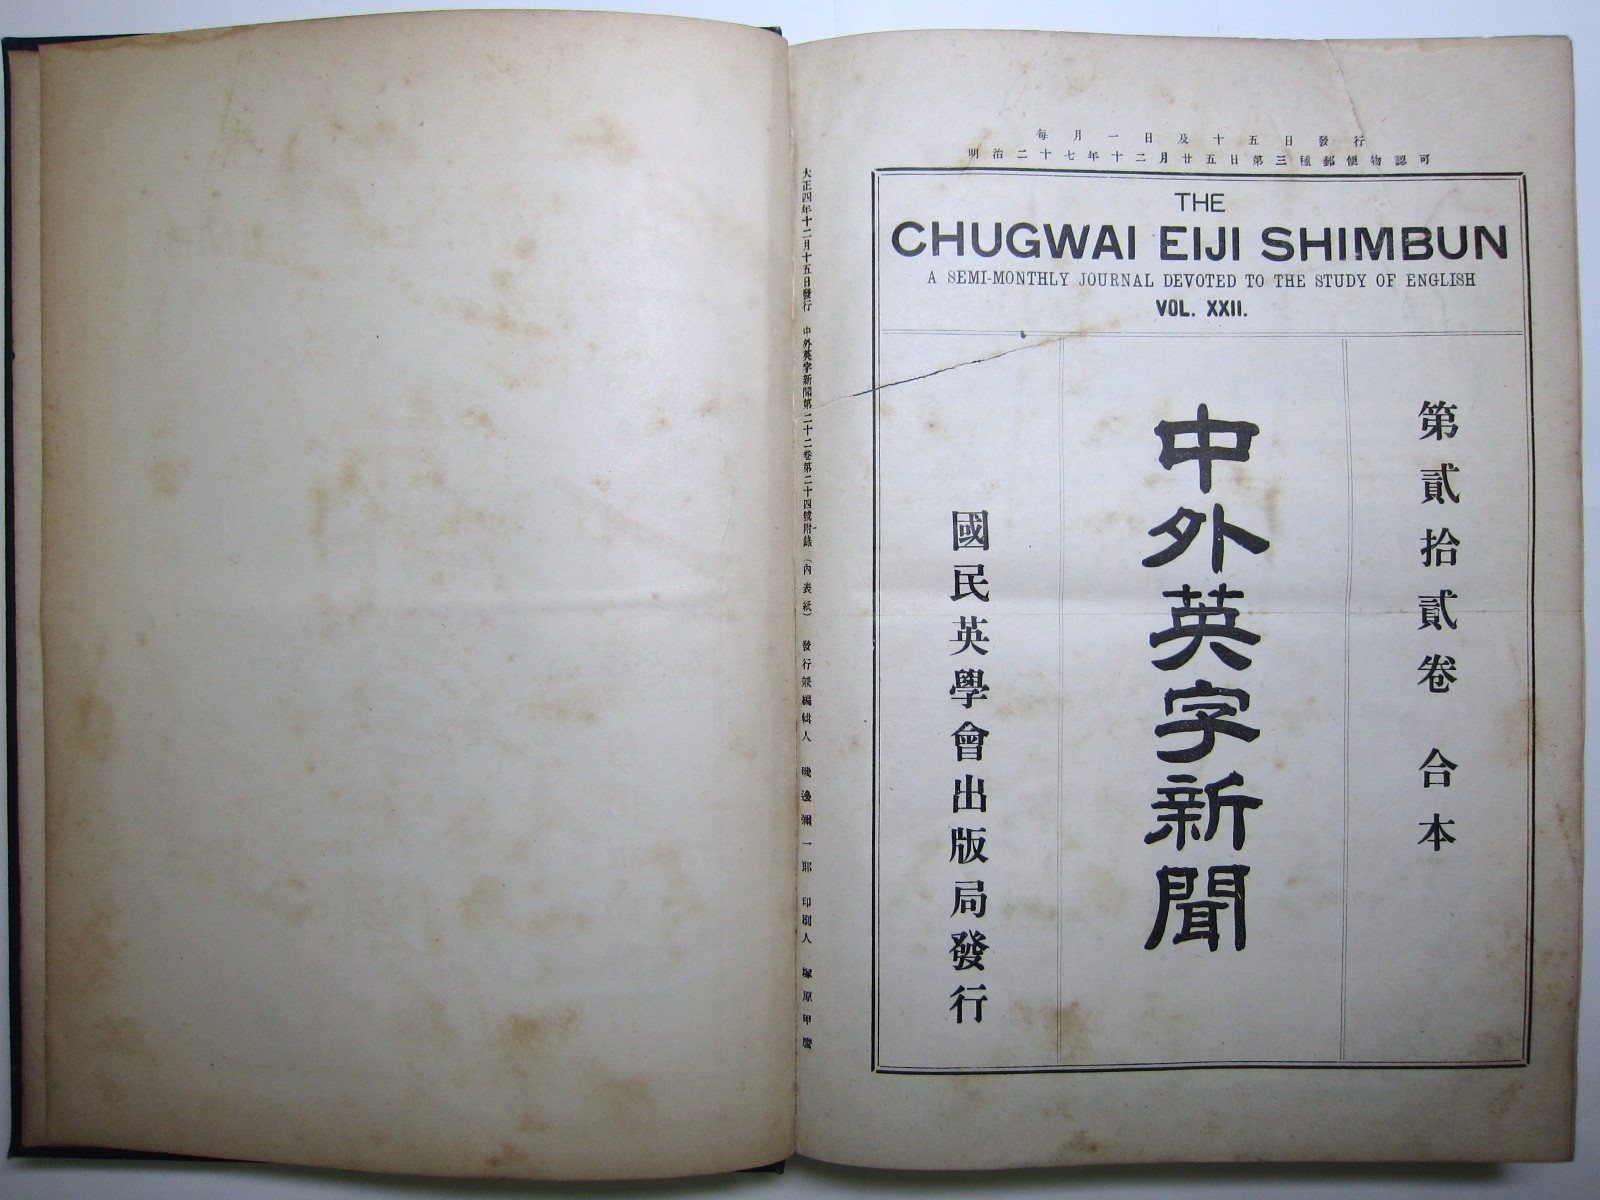 每月一日及十五日發行
明治二十七年十二月廿五日第三種郵便物認可
THE
CHUGWAI EIJI SHIMBUN
A SEMI-MONTHLY JOURNAL DEVOTED TO THE STUDY OF ENGLISH
VOL. XXII.
第貳拾貳卷 合本
中外英字新聞
國民英學會出版局發行
大正四年十二月十五日發行 中外英字新聞第二十二卷第二十四號附錄（內表紙） 發行兼編輯人 磯邊彌一郎 印刷人 塚原甲慶